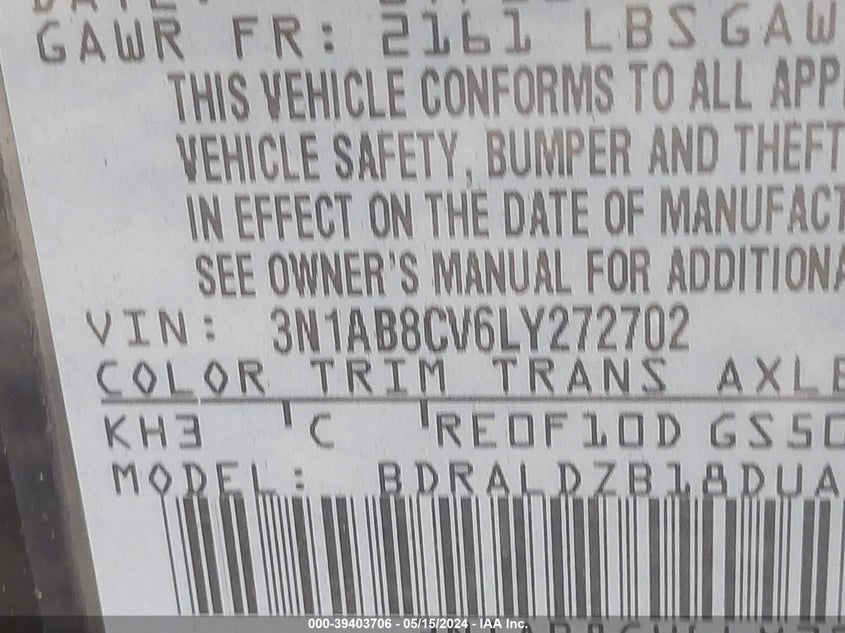 GAWR FR: 2161 LBS GAW
THIS VEHICLE CONFORMS TO ALL APPL
VEHICLE SAFETY, BUMPER AND THEFT
IN EFFECT ON THE DATE OF MANUFACT
SEE OWNER'S MANUAL FOR ADDITIONA
VIN: 3N1AB8CV6LY272702
COLOR TRIM TRANS AXLE
KH3 C RE0F10D GS50
MODEL: BDRALDZB18DUA
000-39403706 - 05/15/2024 - IAA Inc.